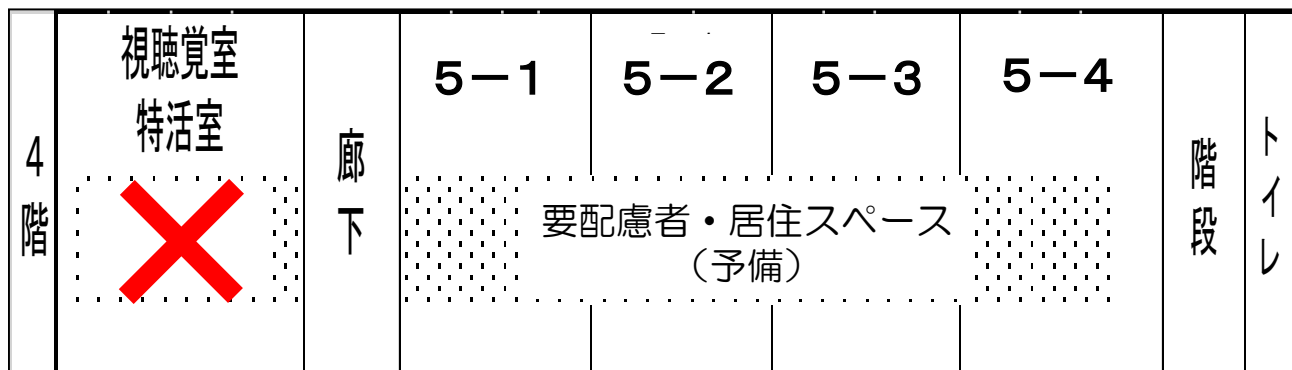 4階
視聴覚室
特活室
廊下
5－1
5－2
5－3
5－4
要配慮者・居住スペース
（予備）
階段
トイレ